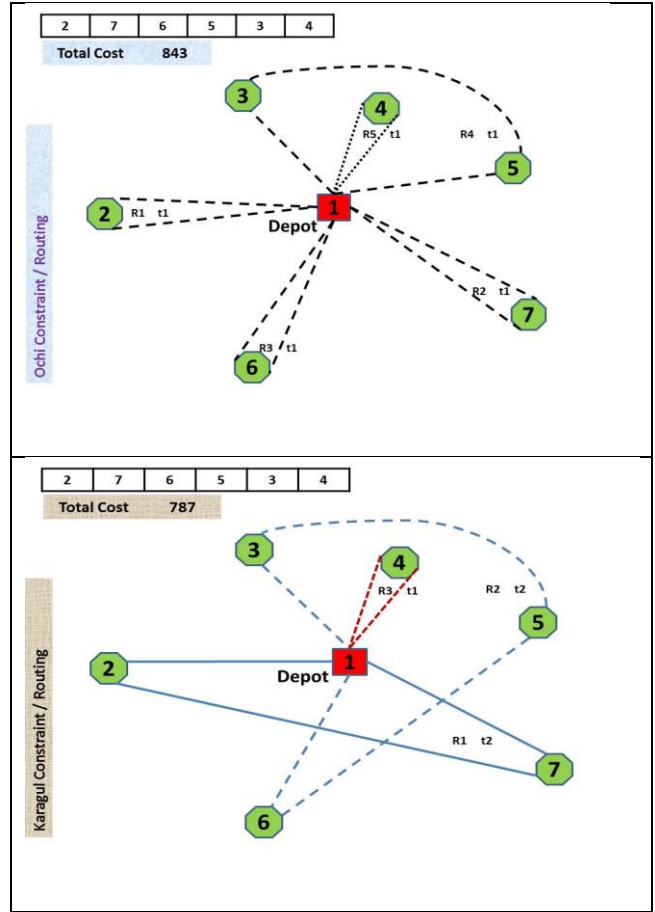 2 7 6 5 3 4
Total Cost 843
3
4
R5 t1
R4 t1
5
2
R1 t1
1
Depot
R2 t1
7
R3 t1
6
Ochi Constraint / Routing
2 7 6 5 3 4
Total Cost 787
3
4
R3 t1
R2 t2
5
2
1
Depot
R1 t2
7
6
Karagul Constraint / Routing